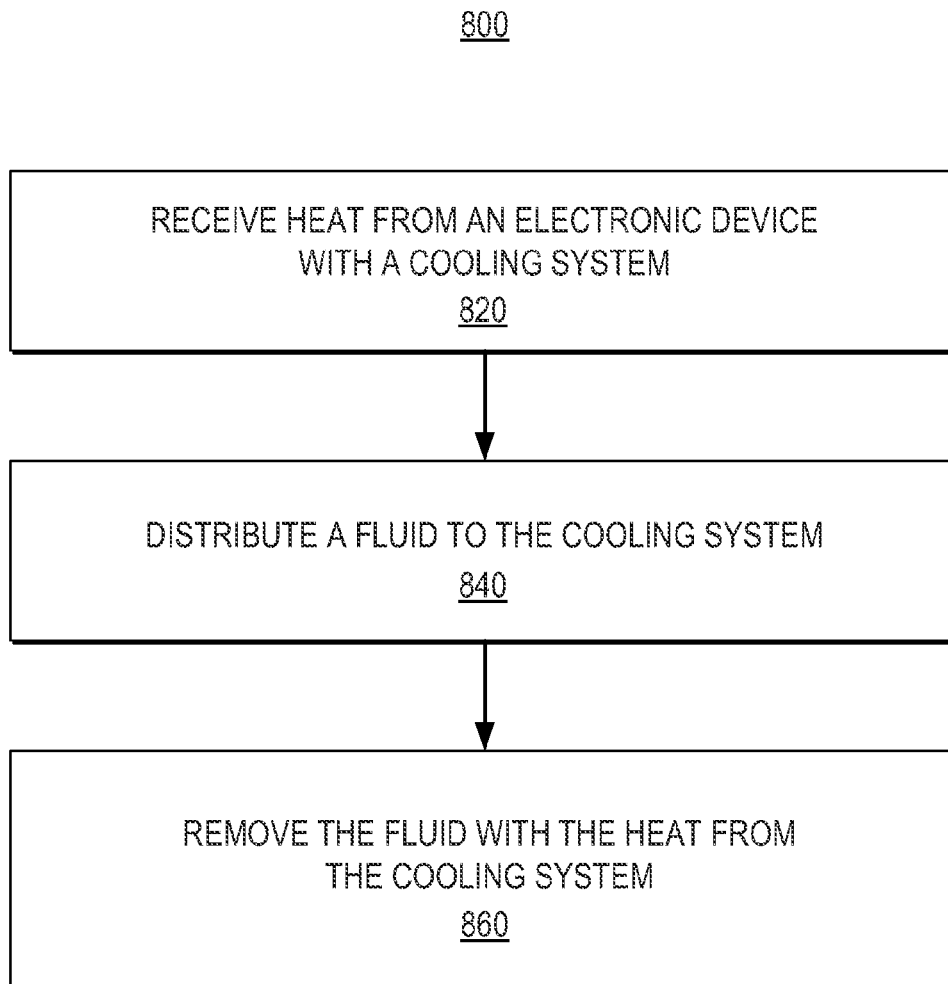 800
RECEIVE HEAT FROM AN ELECTRONIC DEVICE
WITH A COOLING SYSTEM
820
DISTRIBUTE A FLUID TO THE COOLING SYSTEM
840
REMOVE THE FLUID WITH THE HEAT FROM
THE COOLING SYSTEM
860